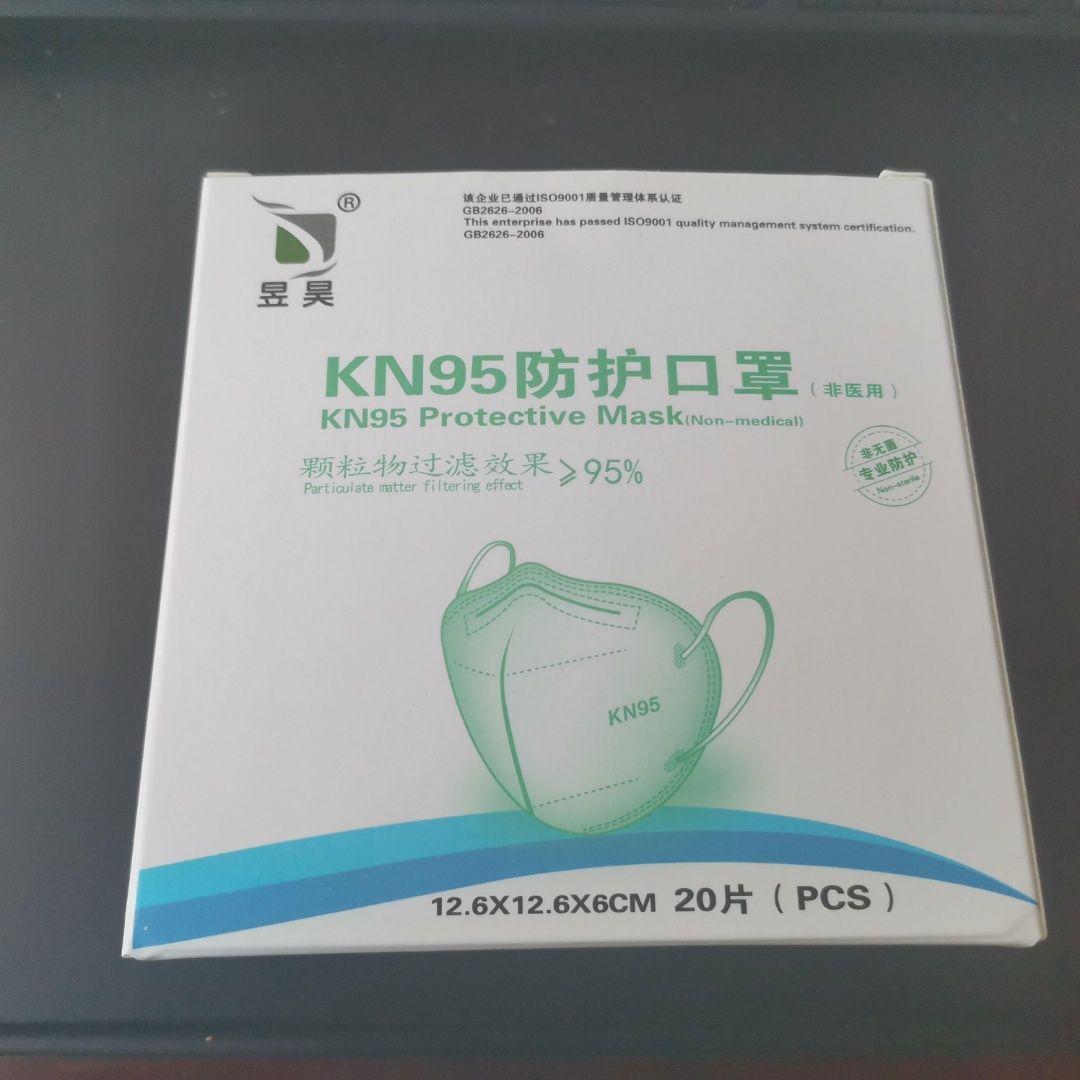 ®
昱昊
该企业已通过ISO9001质量管理体系认证
GB2626-2006
This enterprise has passed ISO9001 quality management system certification.
GB2626-2006
KN95防护口罩（非医用）
KN95 Protective Mask(Non-medical)
颗粒物过滤效果≥95%
Particulate matter filtering effect
非无菌
专业防护
Non-sterile
KN95
12.6X12.6X6CM 20片（PCS）